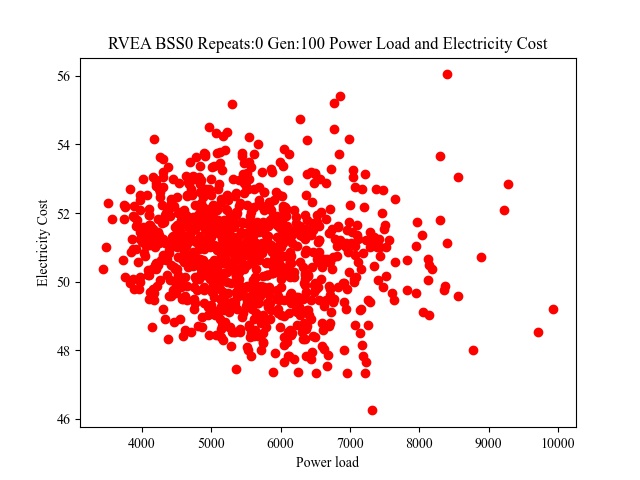 RVEA BSS0 Repeats:0 Gen:100 Power Load and Electricity Cost
56
54
52
50
48
46
Electricity Cost
4000 5000 6000 7000 8000 9000 10000
Power load